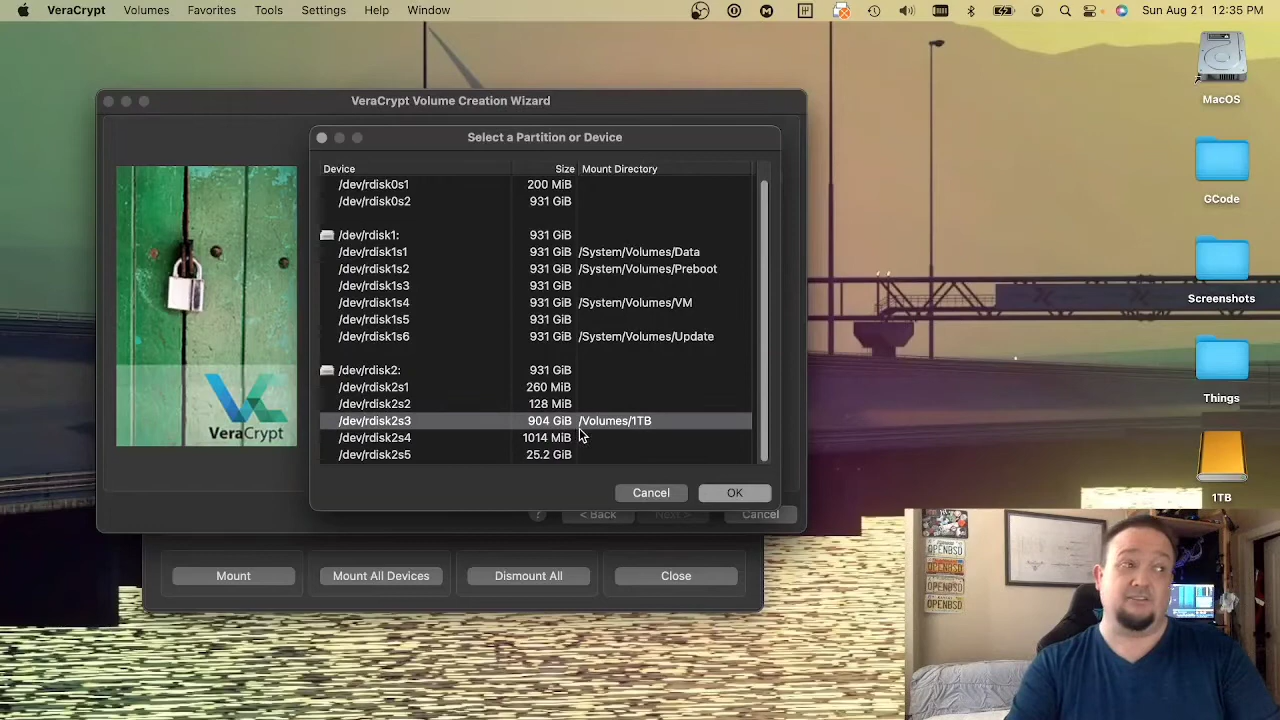 VeraCrypt Volumes Favorites Tools Settings Help Window
Sun Aug 21 12:35 PM
VeraCrypt Volume Creation Wizard
Select a Partition or Device
Device Size Mount Directory
/dev/rdisk0s1 200 MiB
/dev/rdisk0s2 931 GiB
/dev/rdisk1: 931 GiB
/dev/rdisk1s1 931 GiB /System/Volumes/Data
/dev/rdisk1s2 931 GiB /System/Volumes/Preboot
/dev/rdisk1s3 931 GiB
/dev/rdisk1s4 931 GiB /System/Volumes/VM
/dev/rdisk1s5 931 GiB
/dev/rdisk1s6 931 GiB /System/Volumes/Update
/dev/rdisk2: 931 GiB
/dev/rdisk2s1 260 MiB
/dev/rdisk2s2 128 MiB
/dev/rdisk2s3 904 GiB /Volumes/1TB
/dev/rdisk2s4 1014 MiB
/dev/rdisk2s5 25.2 GiB
Cancel OK
VeraCrypt
? < Back Next > Cancel
Mount Mount All Devices Dismount All Close
MacOS
GCode
Screenshots
Things
1TB
OPENBSD
OPENBSD
OPENBSD
OPENBSD